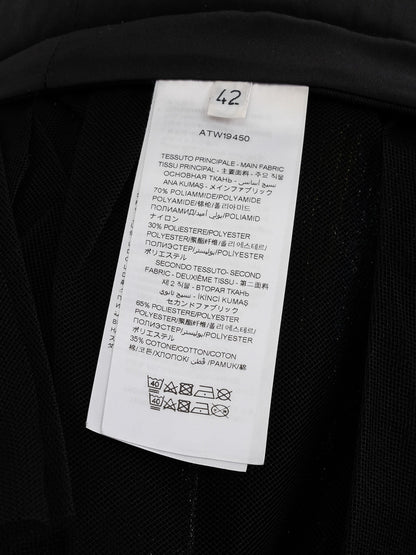 42
ATW19450
TESSUTO PRINCIPALE - MAIN FABRIC
TISSU PRINCIPAL - 主要面料 - 주요 직물
ОСНОВНАЯ ТКАНЬ - نسيج أساسي
ANA KUMAŞ - メインファブリック
70% POLIAMMIDE/POLYAMIDE
POLYAMIDE/锦纶/폴리아미드
ПОЛИАМИД/بولي أميد/POLIAMID
ナイロン
30% POLIESTERE/POLYESTER
POLYESTER/聚酯纤维/폴리에스테르/
ПОЛИЭСТЕР/بوليستر/POLYESTER
ポリエステル
SECONDO TESSUTO-SECOND
FABRIC - DEUXIÈME TISSU - 第二面料
제 2 직물 - ВТОРАЯ ТКАНЬ
نسيج ثانوي - İKİNCİ KUMAŞ
セカンドファブリック
65% POLIESTERE/POLYESTER
POLYESTER/聚酯纤维/폴리에스테르/
ПОЛИЭСТЕР/بوليستر/POLYESTER
ポリエステル
35% COTONE/COTTON/COTON
棉/코튼/ХЛОПОК/قطن/PAMUK/綿
40
40